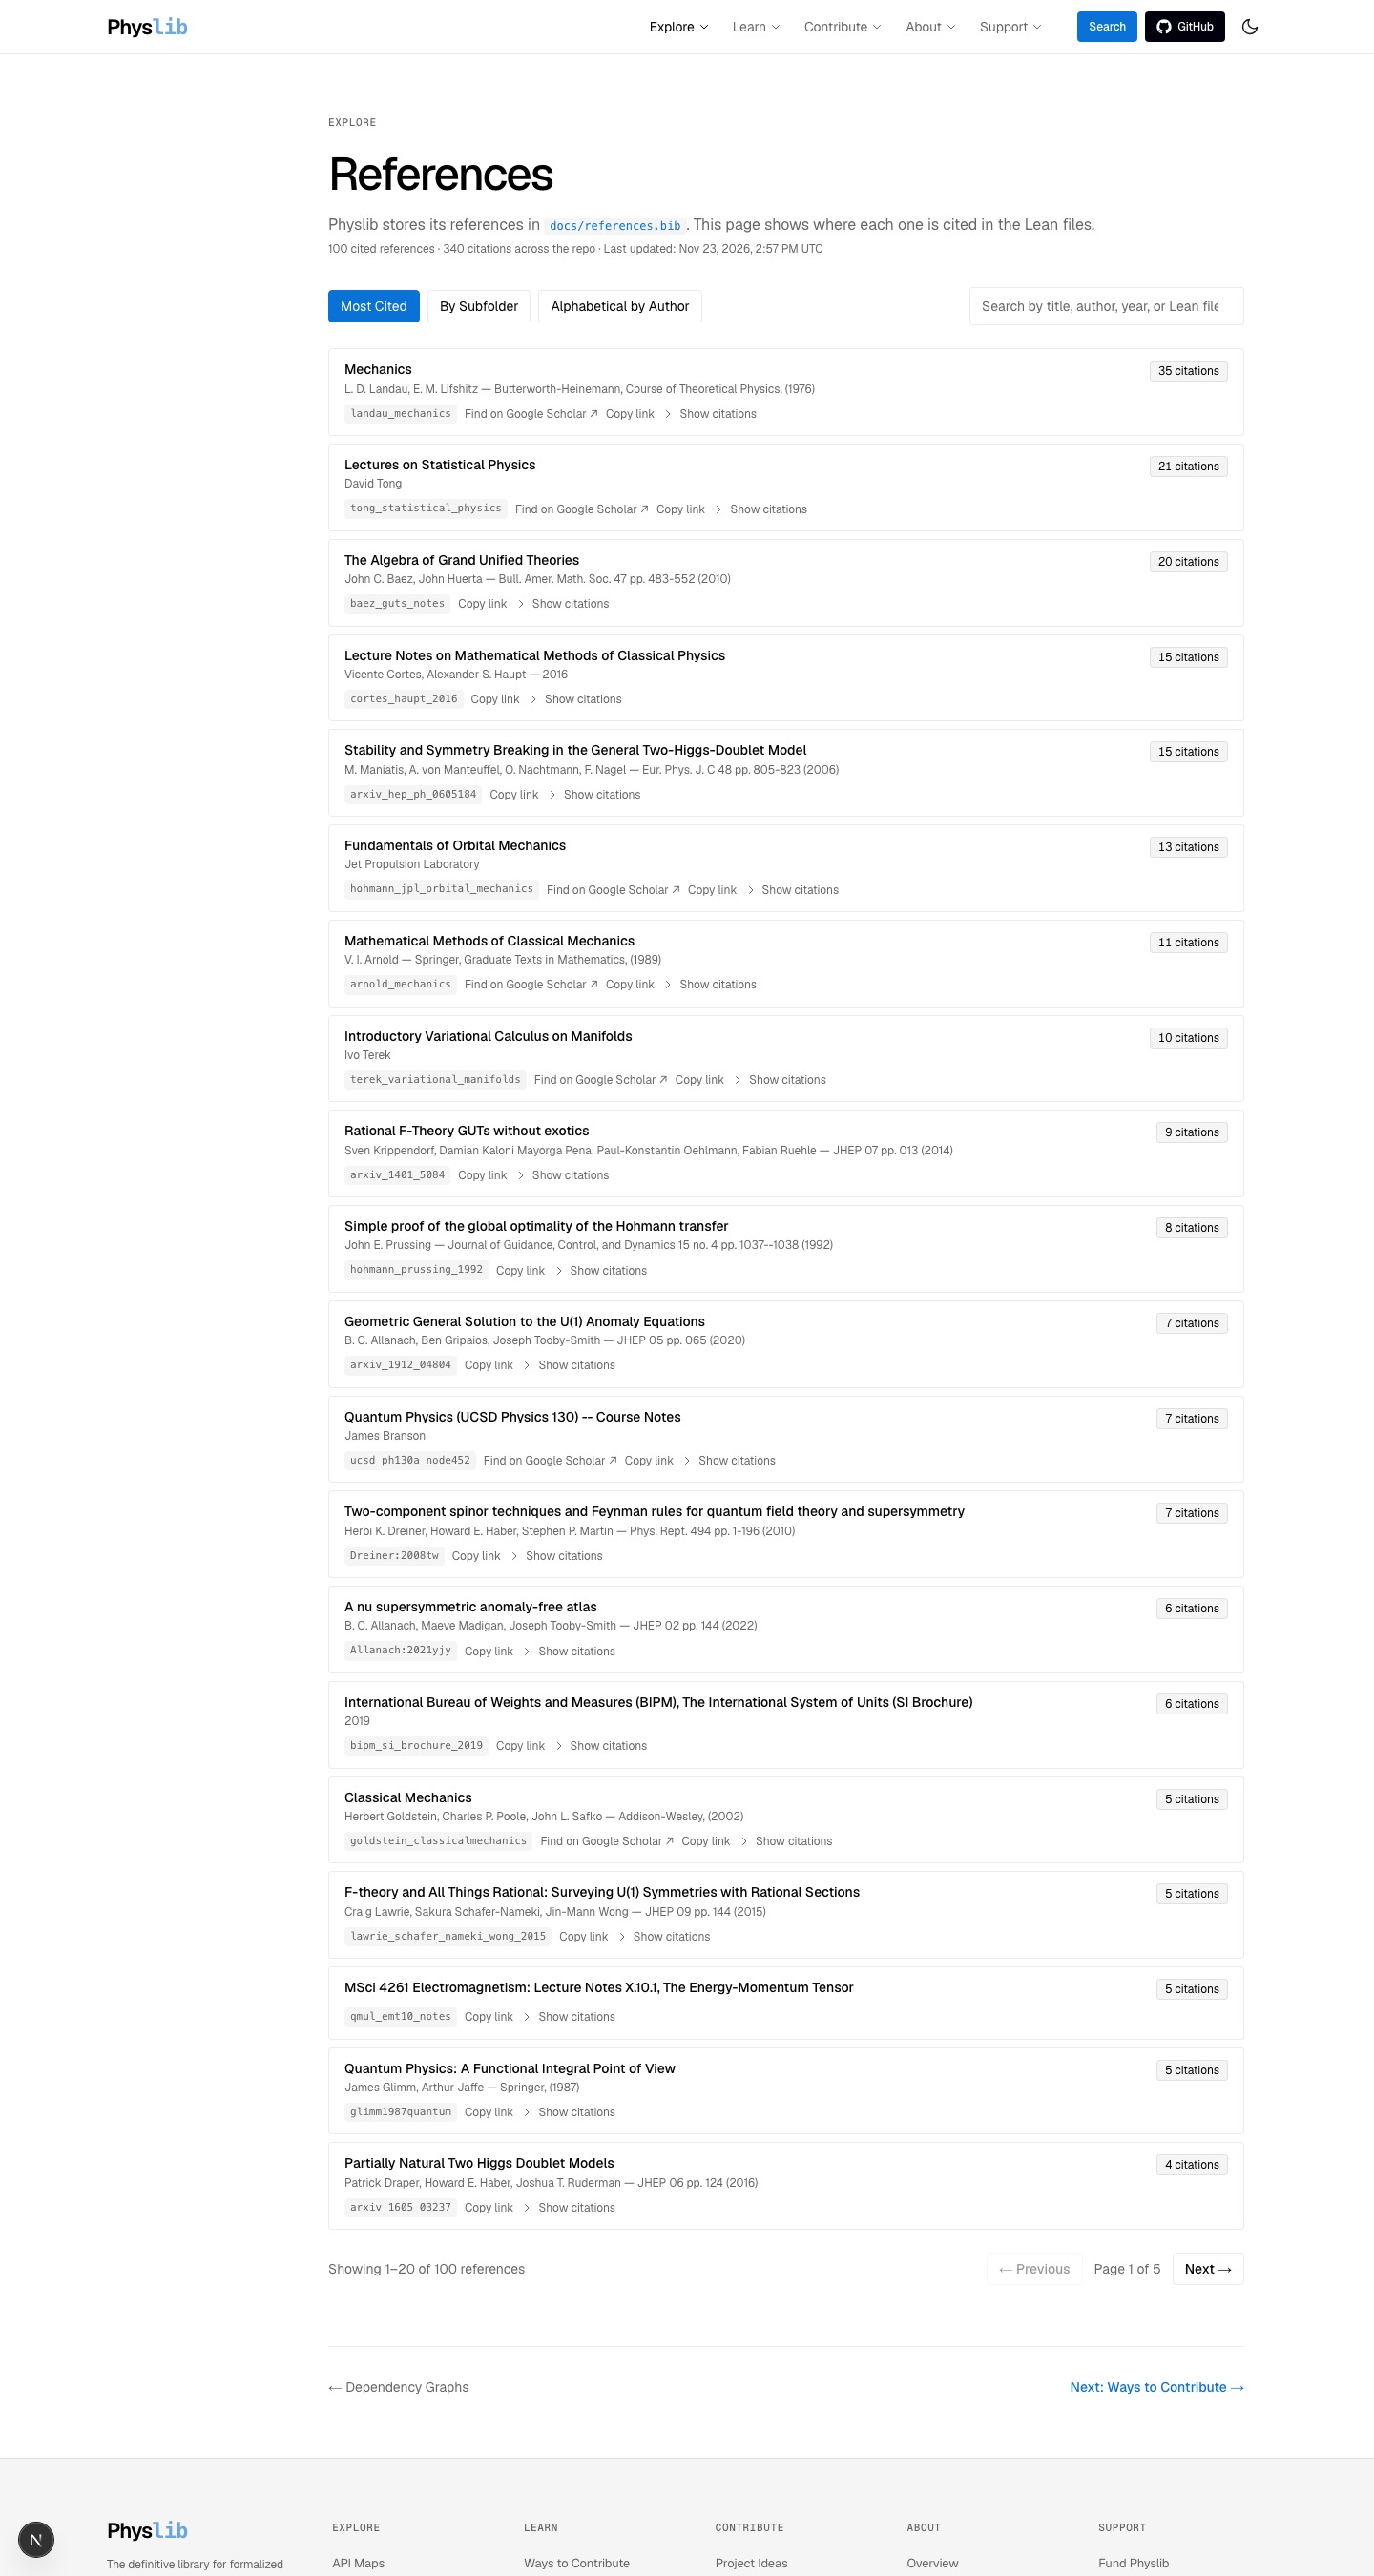 Physlib Explore Learn Contribute About Support Search GitHub
EXPLORE
References
Physlib stores its references in docs/references.bib. This page shows where each one is cited in the Lean files.
100 cited references · 340 citations across the repo · Last updated: Nov 23, 2026, 2:57 PM UTC
Most Cited By Subfolder Alphabetical by Author Search by title, author, year, or Lean file
Mechanics 35 citations
L. D. Landau, E. M. Lifshitz — Butterworth-Heinemann, Course of Theoretical Physics, (1976)
landau_mechanics Find on Google Scholar ↗ Copy link > Show citations
Lectures on Statistical Physics 21 citations
David Tong
tong_statistical_physics Find on Google Scholar ↗ Copy link > Show citations
The Algebra of Grand Unified Theories 20 citations
John C. Baez, John Huerta — Bull. Amer. Math. Soc. 47 pp. 483-552 (2010)
baez_guts_notes Copy link > Show citations
Lecture Notes on Mathematical Methods of Classical Physics 15 citations
Vicente Cortes, Alexander S. Haupt — 2016
cortes_haupt_2016 Copy link > Show citations
Stability and Symmetry Breaking in the General Two-Higgs-Doublet Model 15 citations
M. Maniatis, A. von Manteuffel, O. Nachtmann, F. Nagel — Eur. Phys. J. C 48 pp. 805-823 (2006)
arxiv_hep_ph_0605184 Copy link > Show citations
Fundamentals of Orbital Mechanics 13 citations
Jet Propulsion Laboratory
hohmann_jpl_orbital_mechanics Find on Google Scholar ↗ Copy link > Show citations
Mathematical Methods of Classical Mechanics 11 citations
V. I. Arnold — Springer, Graduate Texts in Mathematics, (1989)
arnold_mechanics Find on Google Scholar ↗ Copy link > Show citations
Introductory Variational Calculus on Manifolds 10 citations
Ivo Terek
terek_variational_manifolds Find on Google Scholar ↗ Copy link > Show citations
Rational F-Theory GUTs without exotics 9 citations
Sven Krippendorf, Damian Kaloni Mayorga Pena, Paul-Konstantin Oehlmann, Fabian Ruehle — JHEP 07 pp. 013 (2014)
arxiv_1401_5084 Copy link > Show citations
Simple proof of the global optimality of the Hohmann transfer 8 citations
John E. Prussing — Journal of Guidance, Control, and Dynamics 15 no. 4 pp. 1037--1038 (1992)
hohmann_prussing_1992 Copy link > Show citations
Geometric General Solution to the U(1) Anomaly Equations 7 citations
B. C. Allanach, Ben Gripaios, Joseph Tooby-Smith — JHEP 05 pp. 065 (2020)
arxiv_1912_04804 Copy link > Show citations
Quantum Physics (UCSD Physics 130) -- Course Notes 7 citations
James Branson
ucsd_ph130a_node452 Find on Google Scholar ↗ Copy link > Show citations
Two-component spinor techniques and Feynman rules for quantum field theory and supersymmetry 7 citations
Herbi K. Dreiner, Howard E. Haber, Stephen P. Martin — Phys. Rept. 494 pp. 1-196 (2010)
Dreiner:2008tw Copy link > Show citations
A nu supersymmetric anomaly-free atlas 6 citations
B. C. Allanach, Maeve Madigan, Joseph Tooby-Smith — JHEP 02 pp. 144 (2022)
Allanach:2021yjy Copy link > Show citations
International Bureau of Weights and Measures (BIPM), The International System of Units (SI Brochure) 6 citations
2019
bipm_si_brochure_2019 Copy link > Show citations
Classical Mechanics 5 citations
Herbert Goldstein, Charles P. Poole, John L. Safko — Addison-Wesley, (2002)
goldstein_classicalmechanics Find on Google Scholar ↗ Copy link > Show citations
F-theory and All Things Rational: Surveying U(1) Symmetries with Rational Sections 5 citations
Craig Lawrie, Sakura Schafer-Nameki, Jin-Mann Wong — JHEP 09 pp. 144 (2015)
lawrie_schafer_nameki_wong_2015 Copy link > Show citations
MSci 4261 Electromagnetism: Lecture Notes X.10.1, The Energy-Momentum Tensor 5 citations
qmul_emt10_notes Copy link > Show citations
Quantum Physics: A Functional Integral Point of View 5 citations
James Glimm, Arthur Jaffe — Springer, (1987)
glimm1987quantum Copy link > Show citations
Partially Natural Two Higgs Doublet Models 4 citations
Patrick Draper, Howard E. Haber, Joshua T. Ruderman — JHEP 06 pp. 124 (2016)
arxiv_1605_03237 Copy link > Show citations
Showing 1–20 of 100 references ← Previous Page 1 of 5 Next →
← Dependency Graphs Next: Ways to Contribute →
Physlib EXPLORE LEARN CONTRIBUTE ABOUT SUPPORT
The definitive library for formalized API Maps Ways to Contribute Project Ideas Overview Fund Physlib
N